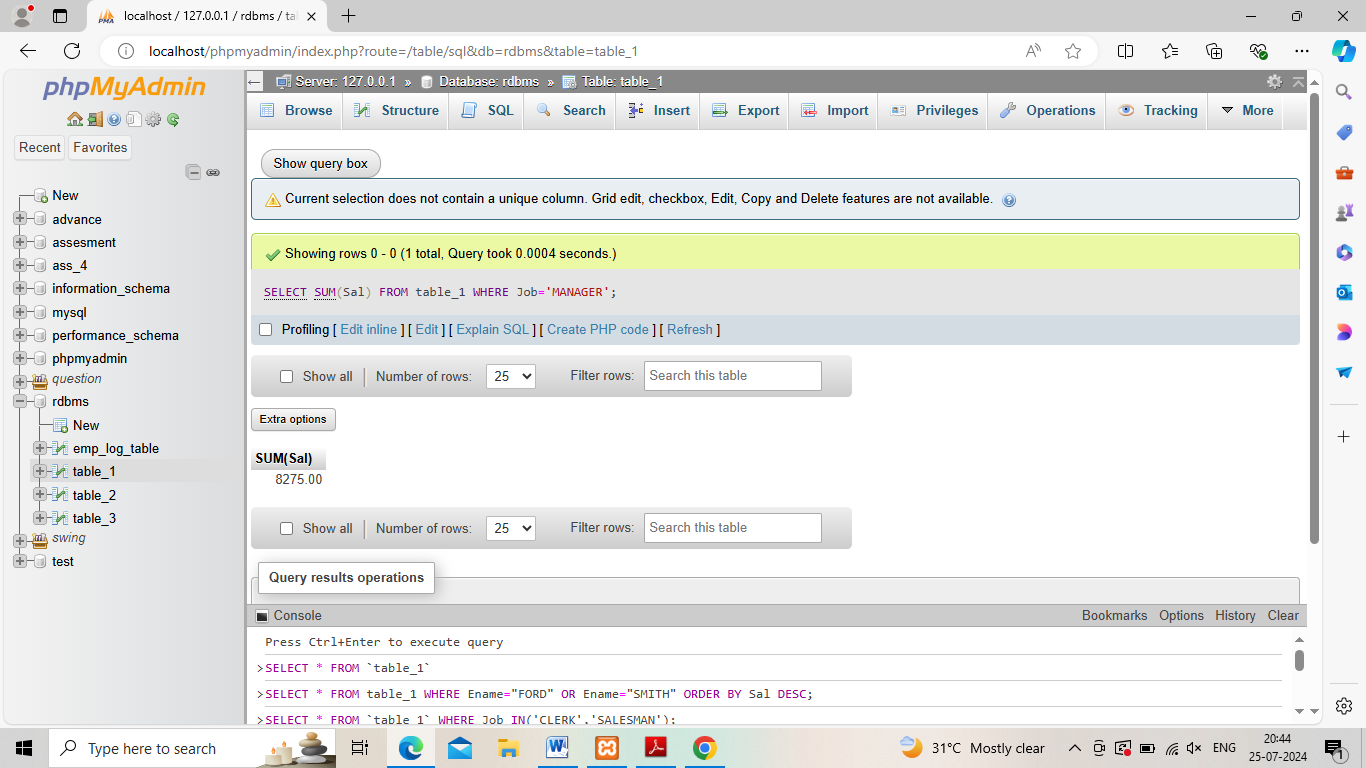 localhost / 127.0.0.1 / rdbms / ta
localhost/phpmyadmin/index.php?route=/table/sql&db=rdbms&table=table_1
phpMyAdmin
Recent
Favorites
New
advance
assesment
ass_4
information_schema
mysql
performance_schema
phpmyadmin
question
rdbms
New
emp_log_table
table_1
table_2
table_3
swing
test
Server: 127.0.0.1 » Database: rdbms » Table: table_1
Browse Structure SQL Search Insert Export Import Privileges Operations Tracking More
Show query box
Current selection does not contain a unique column. Grid edit, checkbox, Edit, Copy and Delete features are not available.
Showing rows 0 - 0 (1 total, Query took 0.0004 seconds.)
SELECT SUM(Sal) FROM table_1 WHERE Job='MANAGER';
Profiling [ Edit inline ] [ Edit ] [ Explain SQL ] [ Create PHP code ] [ Refresh ]
Show all Number of rows: 25 Filter rows: Search this table
Extra options
SUM(Sal)
8275.00
Show all Number of rows: 25 Filter rows: Search this table
Query results operations
Console Bookmarks Options History Clear
Press Ctrl+Enter to execute query
>SELECT * FROM `table_1`
>SELECT * FROM table_1 WHERE Ename="FORD" OR Ename="SMITH" ORDER BY Sal DESC;
>SELECT * FROM `table_1` WHERE Job IN('CLERK','SALESMAN');
Type here to search
31°C Mostly clear
ENG
20:44
25-07-2024
1